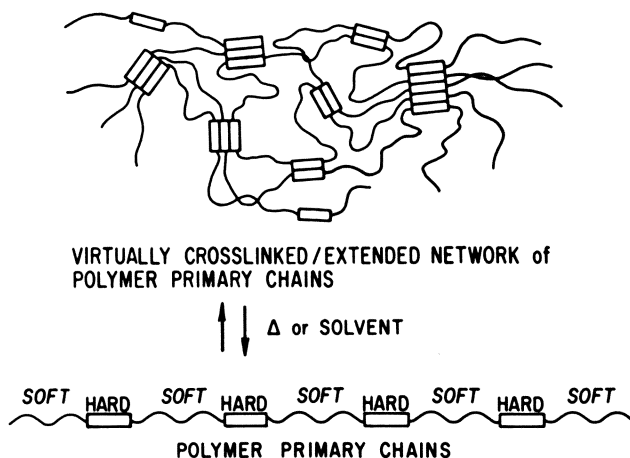 VIRTUALLY CROSSLINKED/EXTENDED NETWORK of
POLYMER PRIMARY CHAINS
Δ or SOLVENT
SOFT HARD SOFT HARD SOFT HARD SOFT HARD SOFT
POLYMER PRIMARY CHAINS